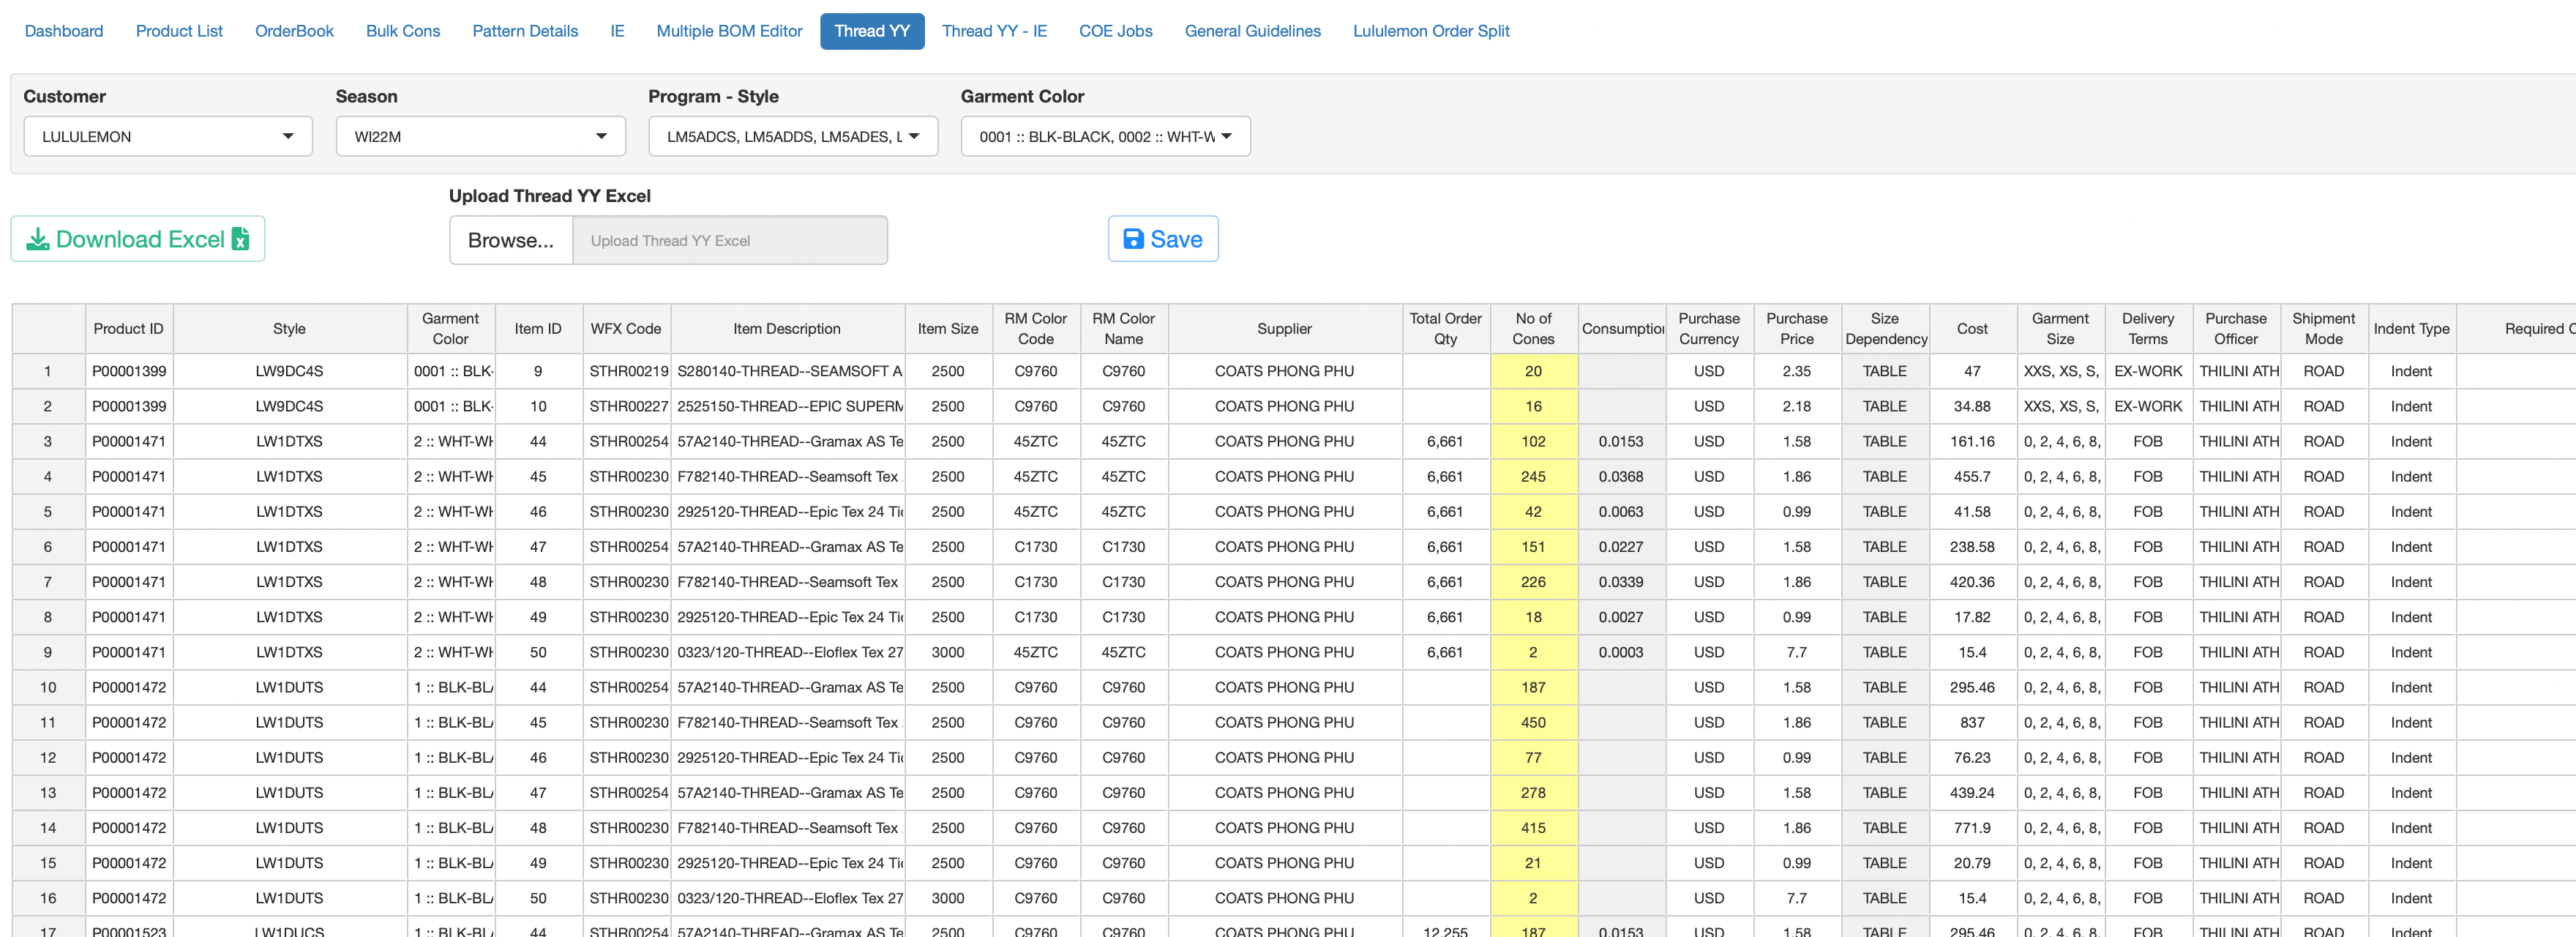 Dashboard Product List OrderBook Bulk Cons Pattern Details IE Multiple BOM Editor Thread YY Thread YY - IE COE Jobs General Guidelines Lululemon Order Split
Customer Season Program - Style Garment Color
LULULEMON WI22M LM5ADCS, LM5ADDS, LM5ADES, L 0001 :: BLK-BLACK, 0002 :: WHT-W
Upload Thread YY Excel
Download Excel Browse... Upload Thread YY Excel Save
Product ID Style Garment Color Item ID WFX Code Item Description Item Size RM Color Code RM Color Name Supplier Total Order Qty No of Cones Consumption Purchase Currency Purchase Price Size Dependency Cost Garment Size Delivery Terms Purchase Officer Shipment Mode Indent Type Required C
1 P00001399 LW9DC4S 0001 :: BLK- 9 STHR00219 S280140-THREAD--SEAMSOFT A 2500 C9760 C9760 COATS PHONG PHU 20 USD 2.35 TABLE 47 XXS, XS, S, EX-WORK THILINI ATH ROAD Indent
2 P00001399 LW9DC4S 0001 :: BLK- 10 STHR00227 2525150-THREAD--EPIC SUPERM 2500 C9760 C9760 COATS PHONG PHU 16 USD 2.18 TABLE 34.88 XXS, XS, S, EX-WORK THILINI ATH ROAD Indent
3 P00001471 LW1DTXS 2 :: WHT-WH 44 STHR00254 57A2140-THREAD--Gramax AS Te 2500 45ZTC 45ZTC COATS PHONG PHU 6,661 102 0.0153 USD 1.58 TABLE 161.16 0, 2, 4, 6, 8, FOB THILINI ATH ROAD Indent
4 P00001471 LW1DTXS 2 :: WHT-WH 45 STHR00230 F782140-THREAD--Seamsoft Tex 2500 45ZTC 45ZTC COATS PHONG PHU 6,661 245 0.0368 USD 1.86 TABLE 455.7 0, 2, 4, 6, 8, FOB THILINI ATH ROAD Indent
5 P00001471 LW1DTXS 2 :: WHT-WH 46 STHR00230 2925120-THREAD--Epic Tex 24 Tic 2500 45ZTC 45ZTC COATS PHONG PHU 6,661 42 0.0063 USD 0.99 TABLE 41.58 0, 2, 4, 6, 8, FOB THILINI ATH ROAD Indent
6 P00001471 LW1DTXS 2 :: WHT-WH 47 STHR00254 57A2140-THREAD--Gramax AS Te 2500 C1730 C1730 COATS PHONG PHU 6,661 151 0.0227 USD 1.58 TABLE 238.58 0, 2, 4, 6, 8, FOB THILINI ATH ROAD Indent
7 P00001471 LW1DTXS 2 :: WHT-WH 48 STHR00230 F782140-THREAD--Seamsoft Tex 2500 C1730 C1730 COATS PHONG PHU 6,661 226 0.0339 USD 1.86 TABLE 420.36 0, 2, 4, 6, 8, FOB THILINI ATH ROAD Indent
8 P00001471 LW1DTXS 2 :: WHT-WH 49 STHR00230 2925120-THREAD--Epic Tex 24 Tic 2500 C1730 C1730 COATS PHONG PHU 6,661 18 0.0027 USD 0.99 TABLE 17.82 0, 2, 4, 6, 8, FOB THILINI ATH ROAD Indent
9 P00001471 LW1DTXS 2 :: WHT-WH 50 STHR00230 0323/120-THREAD--Eloflex Tex 27 3000 45ZTC 45ZTC COATS PHONG PHU 6,661 2 0.0003 USD 7.7 TABLE 15.4 0, 2, 4, 6, 8, FOB THILINI ATH ROAD Indent
10 P00001472 LW1DUTS 1 :: BLK-BLA 44 STHR00254 57A2140-THREAD--Gramax AS Te 2500 C9760 C9760 COATS PHONG PHU 187 USD 1.58 TABLE 295.46 0, 2, 4, 6, 8, FOB THILINI ATH ROAD Indent
11 P00001472 LW1DUTS 1 :: BLK-BLA 45 STHR00230 F782140-THREAD--Seamsoft Tex 2500 C9760 C9760 COATS PHONG PHU 450 USD 1.86 TABLE 837 0, 2, 4, 6, 8, FOB THILINI ATH ROAD Indent
12 P00001472 LW1DUTS 1 :: BLK-BLA 46 STHR00230 2925120-THREAD--Epic Tex 24 Tic 2500 C9760 C9760 COATS PHONG PHU 77 USD 0.99 TABLE 76.23 0, 2, 4, 6, 8, FOB THILINI ATH ROAD Indent
13 P00001472 LW1DUTS 1 :: BLK-BLA 47 STHR00254 57A2140-THREAD--Gramax AS Te 2500 C9760 C9760 COATS PHONG PHU 278 USD 1.58 TABLE 439.24 0, 2, 4, 6, 8, FOB THILINI ATH ROAD Indent
14 P00001472 LW1DUTS 1 :: BLK-BLA 48 STHR00230 F782140-THREAD--Seamsoft Tex 2500 C9760 C9760 COATS PHONG PHU 415 USD 1.86 TABLE 771.9 0, 2, 4, 6, 8, FOB THILINI ATH ROAD Indent
15 P00001472 LW1DUTS 1 :: BLK-BLA 49 STHR00230 2925120-THREAD--Epic Tex 24 Tic 2500 C9760 C9760 COATS PHONG PHU 21 USD 0.99 TABLE 20.79 0, 2, 4, 6, 8, FOB THILINI ATH ROAD Indent
16 P00001472 LW1DUTS 1 :: BLK-BLA 50 STHR00230 0323/120-THREAD--Eloflex Tex 27 3000 C9760 C9760 COATS PHONG PHU 2 USD 7.7 TABLE 15.4 0, 2, 4, 6, 8, FOB THILINI ATH ROAD Indent
17 P00001523 LW1DUCS 1 :: BLK-BLA 44 STHR00254 57A2140-THREAD--Gramax AS Te 2500 C9760 C9760 COATS PHONG PHU 12,255 187 0.0153 USD 1.58 TABLE 295.46 0, 2, 4, 6, 8, FOB THILINI ATH ROAD Indent